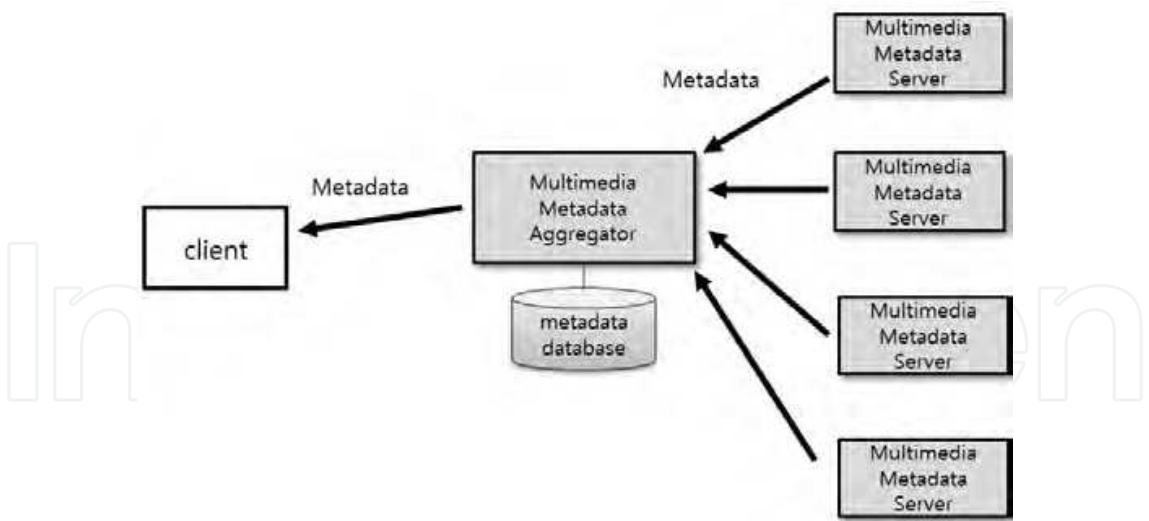 Multimedia
Metadata
Server
Metadata
Multimedia
Metadata
Server
Multimedia
Metadata
Aggregator
Metadata
client
metadata
database
Multimedia
Metadata
Server
Multimedia
Metadata
Server